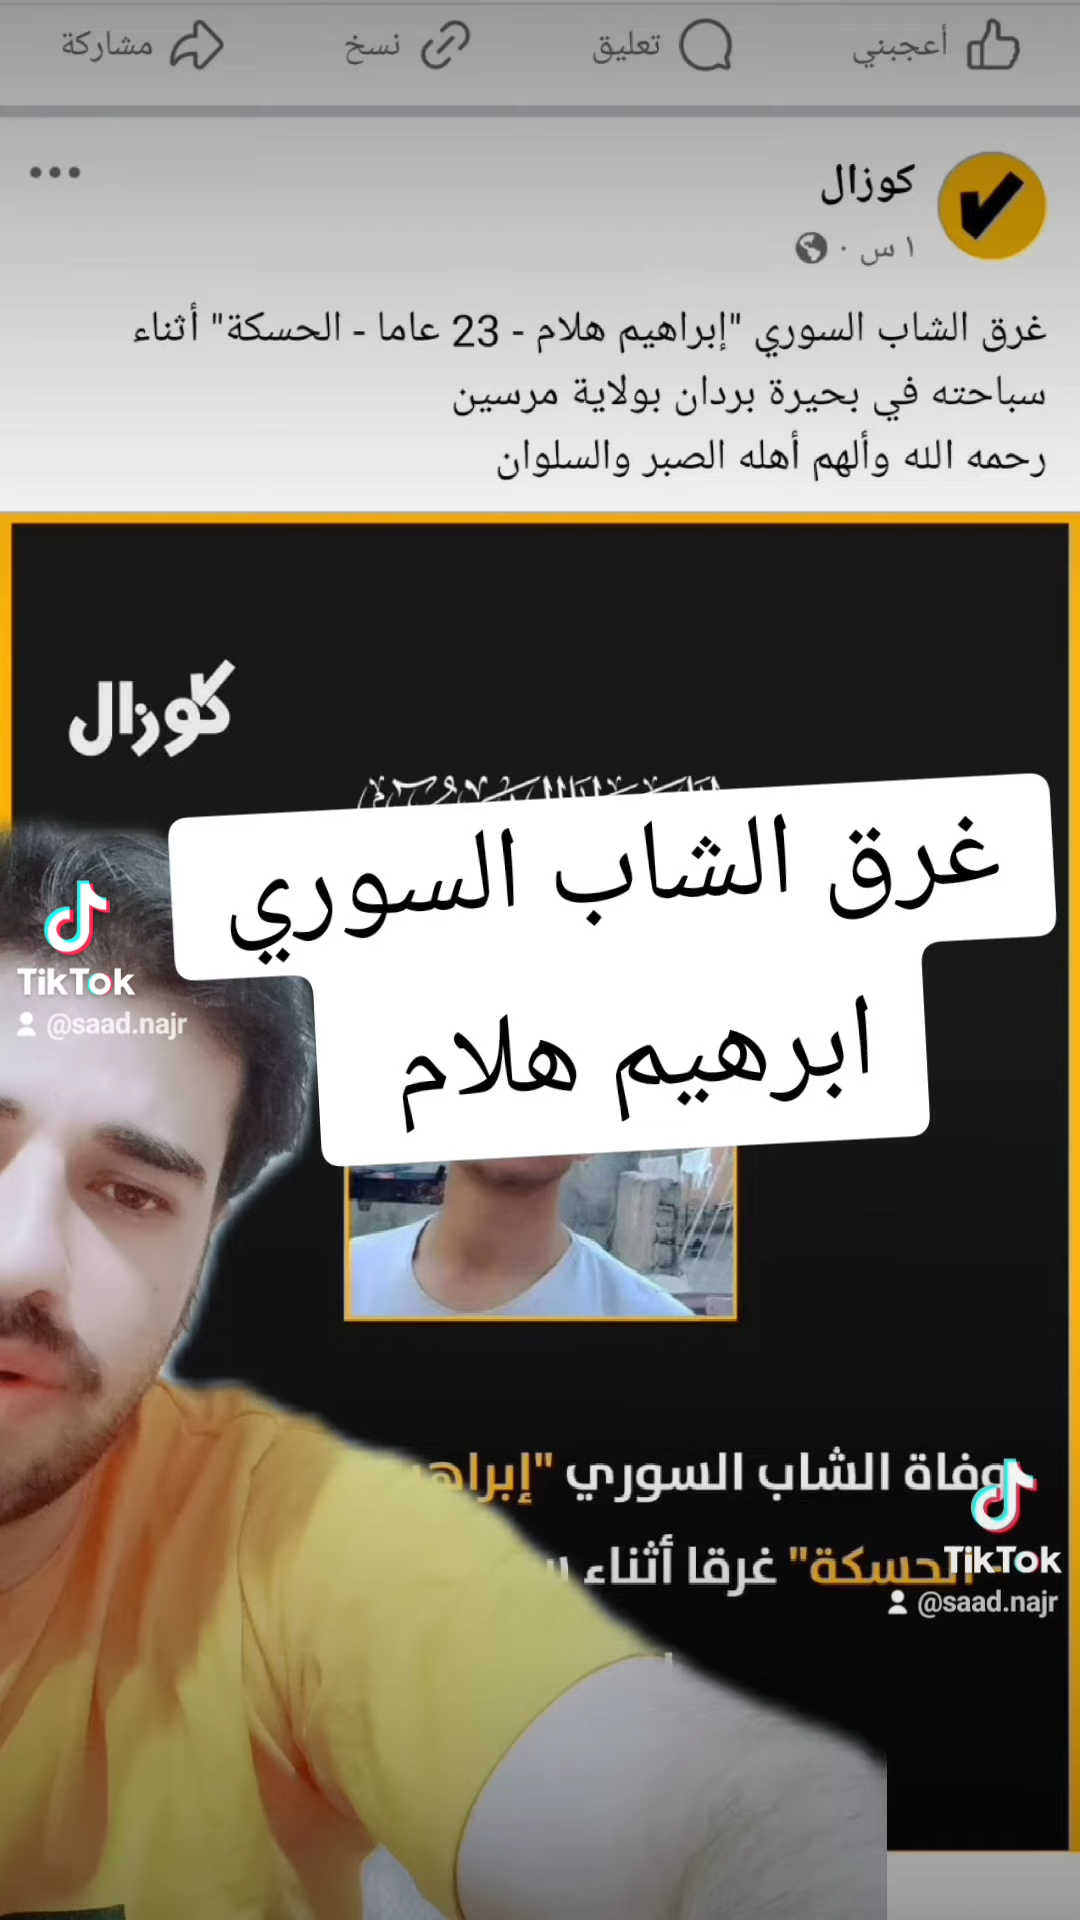 أعجبني
تعليق
نسخ
مشاركة
كوزال
١ س ·
غرق الشاب السوري "إبراهيم هلام - 23 عاما - الحسكة" أثناء
سباحته في بحيرة بردان بولاية مرسين
رحمه الله وألهم أهله الصبر والسلوان
كوزال
غرق الشاب السوري
ابرهيم هلام
TikTok
@saad.najr
وفاة الشاب السوري
الحسكة" غرقا أثناء
TikTok
@saad.najr